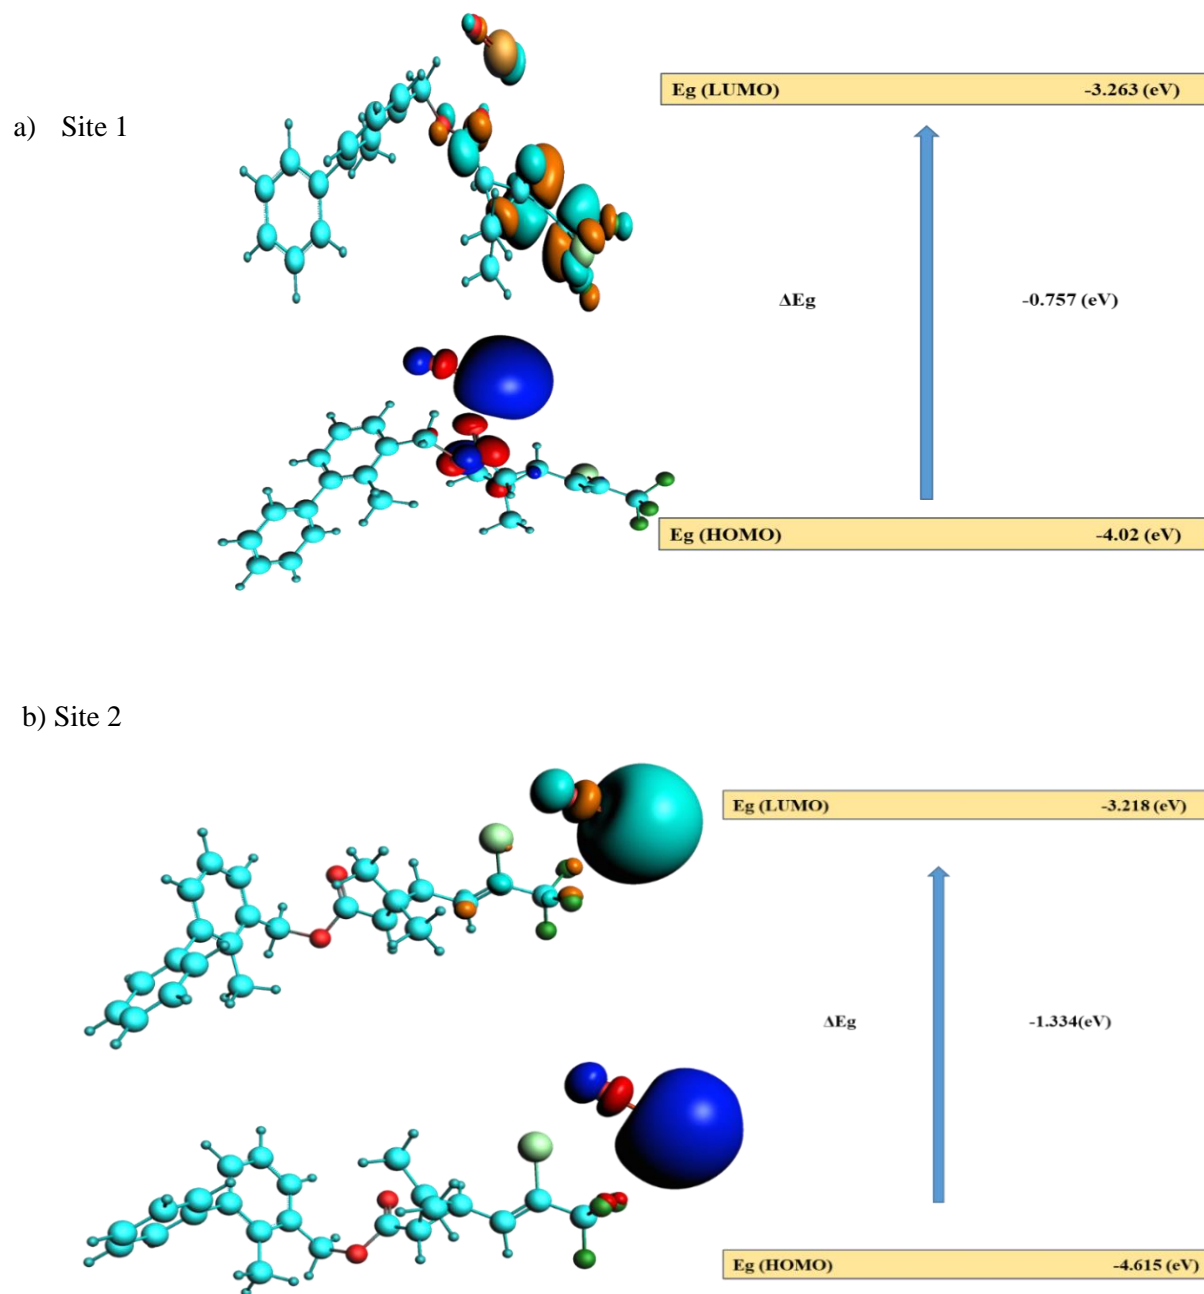 a) Site 1
Eg (LUMO) -3.263 (eV)
ΔEg -0.757 (eV)
Eg (HOMO) -4.02 (eV)
b) Site 2
Eg (LUMO) -3.218 (eV)
ΔEg -1.334(eV)
Eg (HOMO) -4.615 (eV)